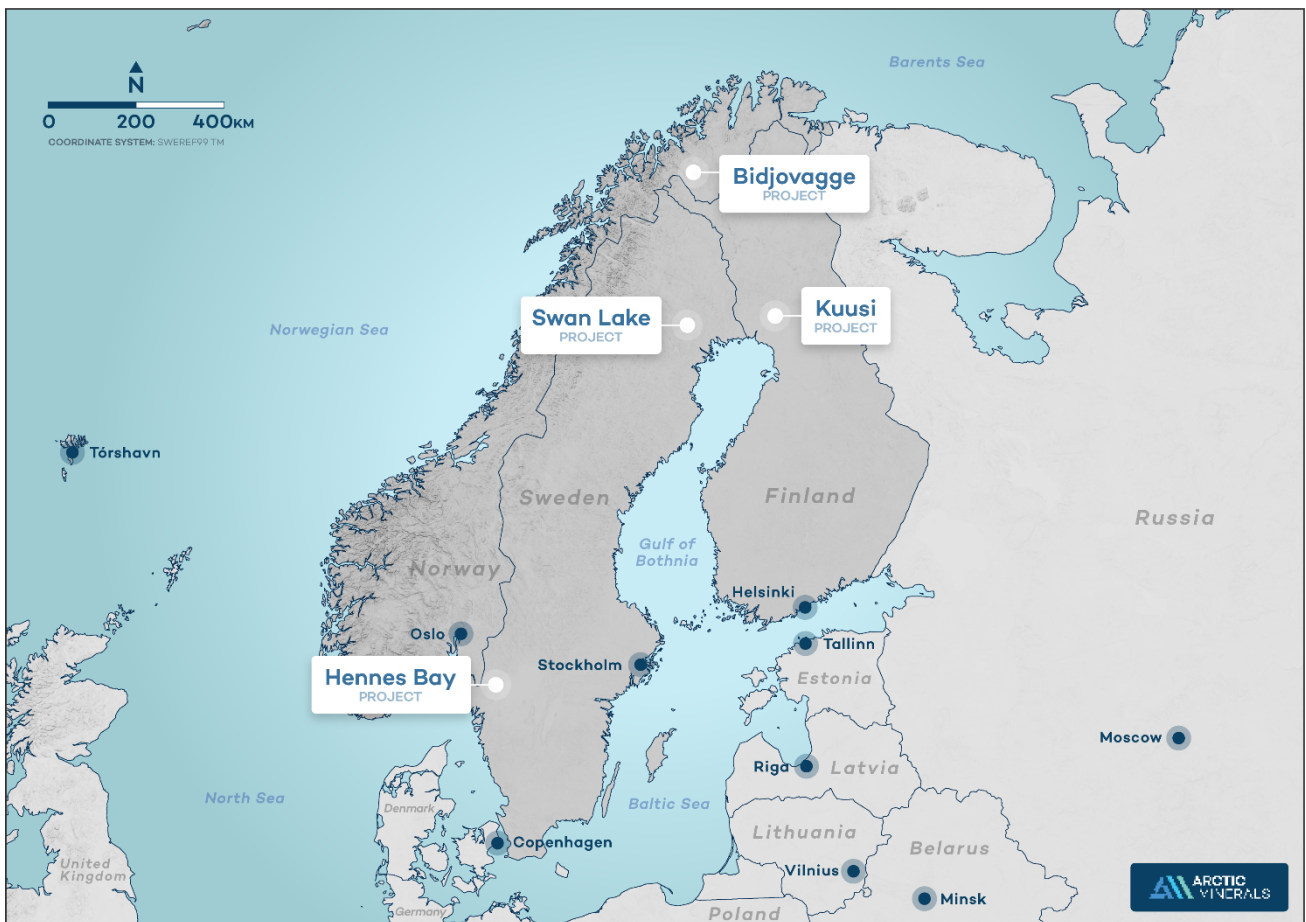 Barents Sea
N
0 200 400KM
COORDINATE SYSTEM: SWEREF99 TM
Bidjovagge
PROJECT
Swan Lake
PROJECT
Kuusi
PROJECT
Norwegian Sea
Tórshavn
Sweden
Finland
Russia
Gulf of
Bothnia
Norway
Helsinki
Oslo
Tallinn
Stockholm
Estonia
Hennes Bay
PROJECT
Moscow
Riga
Latvia
North Sea
Baltic Sea
Denmark
Lithuania
Copenhagen
Belarus
United
Kingdom
Vilnius
Minsk
ARCTIC
MINERALS
Germany
Poland